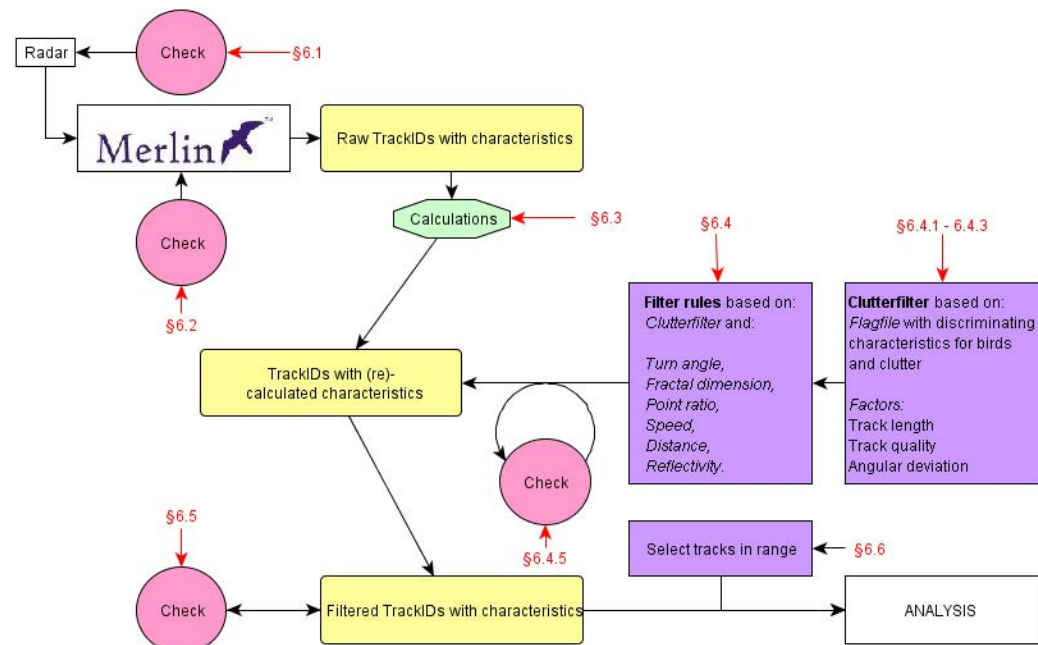 Radar
Check
§6.1
Merlin™
Raw TrackIDs with characteristics
Check
§6.2
Calculations
§6.3
§6.4
§6.4.1 - 6.4.3
Filter rules based on:
Clutterfilter and:
Turn angle,
Fractal dimension,
Point ratio,
Speed,
Distance,
Reflectivity.
Clutterfilter based on:
Flagfile with discriminating
characteristics for birds
and clutter
Factors:
Track length
Track quality
Angular deviation
TrackIDs with (re)-
calculated characteristics
Check
§6.4.5
§6.5
Check
Filtered TrackIDs with characteristics
Select tracks in range
§6.6
ANALYSIS